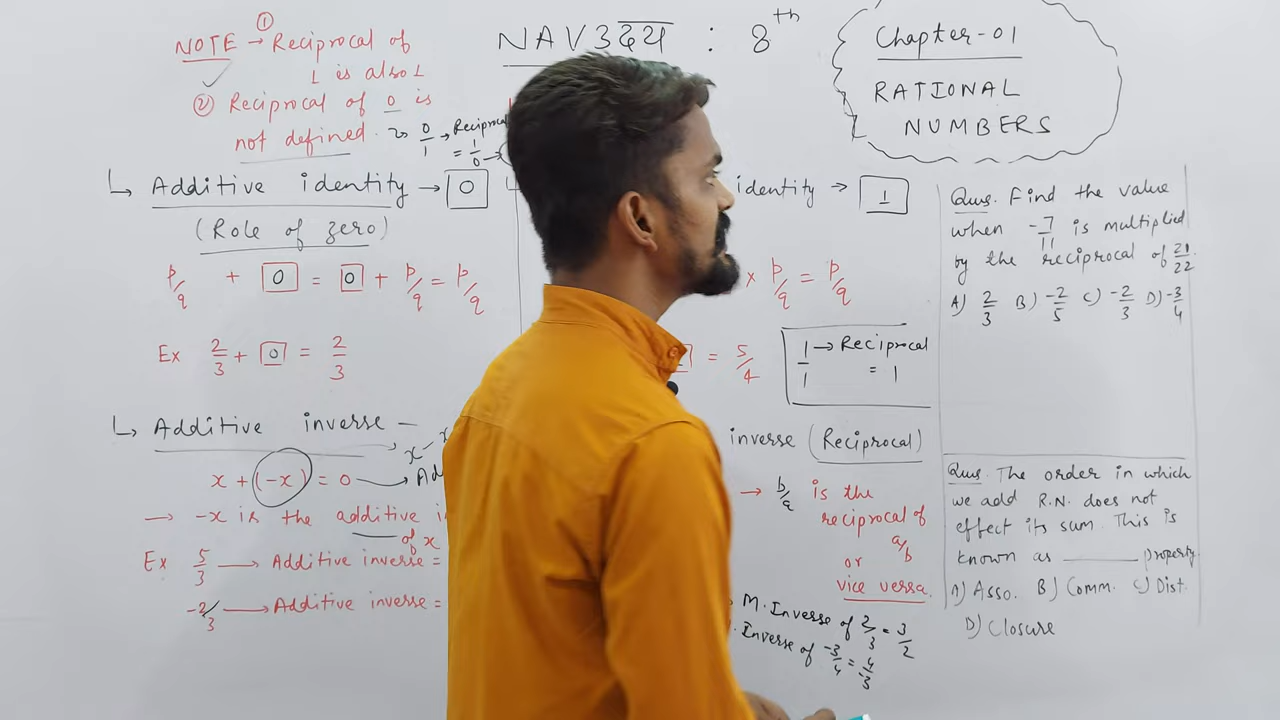 NAV3દય : 8th
Chapter-01
RATIONAL
NUMBERS
NOTE → ① Reciprocal of
1 is also 1
② Reciprocal of 0 is
not defined.
0/1 → Reciprocal
= 1/0 →
↳ Additive identity → 0
(Role of zero)
p/q + 0 = 0 + p/q = p/q
Ex 2/3 + 0 = 2/3
↳ Additive inverse —
x + (-x) = 0 →
→ -x is the additive
of x
Ex 5/3 → Additive inverse =
-2/3 → Additive inverse =
identity → 1
x p/q = p/q
= 5/4
1/1 → Reciprocal
= 1
inverse (Reciprocal)
→ b/a is the
reciprocal of
a/b
or
vice versa.
M. Inverse of 2/3 = 3/2
Inverse of -3/4 = 4/-3
Ques. Find the value
when -7/11 is multiplied
by the reciprocal of 21/22.
A) 2/3 B) -2/5 C) -2/3 D) -3/4
Ques. The order in which
we add R.N. does not
effect its sum. This is
known as ______ property
A) Asso. B) Comm. C) Dist.
D) Closure